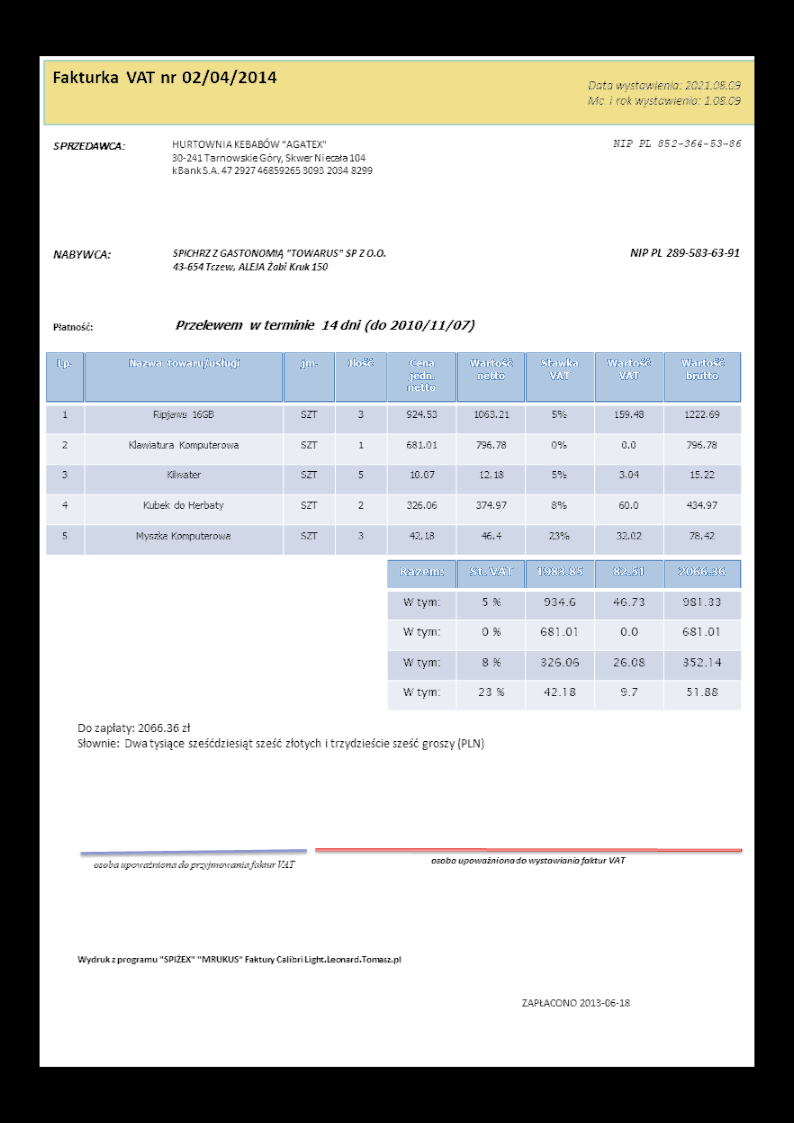 Fakturka VAT nr 02/04/2014
Data wystawienia: 2021.08.09
Mc. i rok wystawienia: 1.08.09
SPRZEDAWCA: HURTOWNIA KEBABÓW "AGATEX" NIP PL 852-364-53-86
30-241 Tarnowskie Góry, Skwer Niecała 104
kBank S.A. 47 2927 46859265 3093 2034 8299
NABYWCA: SPICHRZ Z GASTONOMIĄ "TOWARUS" SP Z O.O. NIP PL 289-583-63-91
43-654 Tczew, ALEJA Żabi Kruk 150
Płatność: Przelewem w terminie 14 dni (do 2010/11/07)
Lp. Nazwa towaru/usługi jm. Ilość Cena jedn. netto Wartość netto Stawka VAT Wartość VAT Wartość brutto
1 Ripjaws 16GB SZT 3 924.53 1063.21 5% 159.48 1222.69
2 Klawiatura Komputerowa SZT 1 681.01 796.78 0% 0.0 796.78
3 Kilwater SZT 5 10.07 12.18 5% 3.04 15.22
4 Kubek do Herbaty SZT 2 326.06 374.97 8% 60.0 434.97
5 Myszka Komputerowa SZT 3 42.18 46.4 23% 32.02 78.42
Razem: St. VAT 1983.85 82.51 2066.36
W tym: 5 % 934.6 46.73 981.33
W tym: 0 % 681.01 0.0 681.01
W tym: 8 % 326.06 26.08 352.14
W tym: 23 % 42.18 9.7 51.88
Do zapłaty: 2066.36 zł
Słownie: Dwa tysiące sześćdziesiąt sześć złotych i trzydzieście sześć groszy (PLN)
osoba upoważniona do przyjmowania faktur VAT osoba upoważniona do wystawiania faktur VAT
Wydruk z programu "SPIŻEX" "MRUKUS" Faktury Calibri Light.Leonard.Tomasz.pl
ZAPŁACONO 2013-06-18